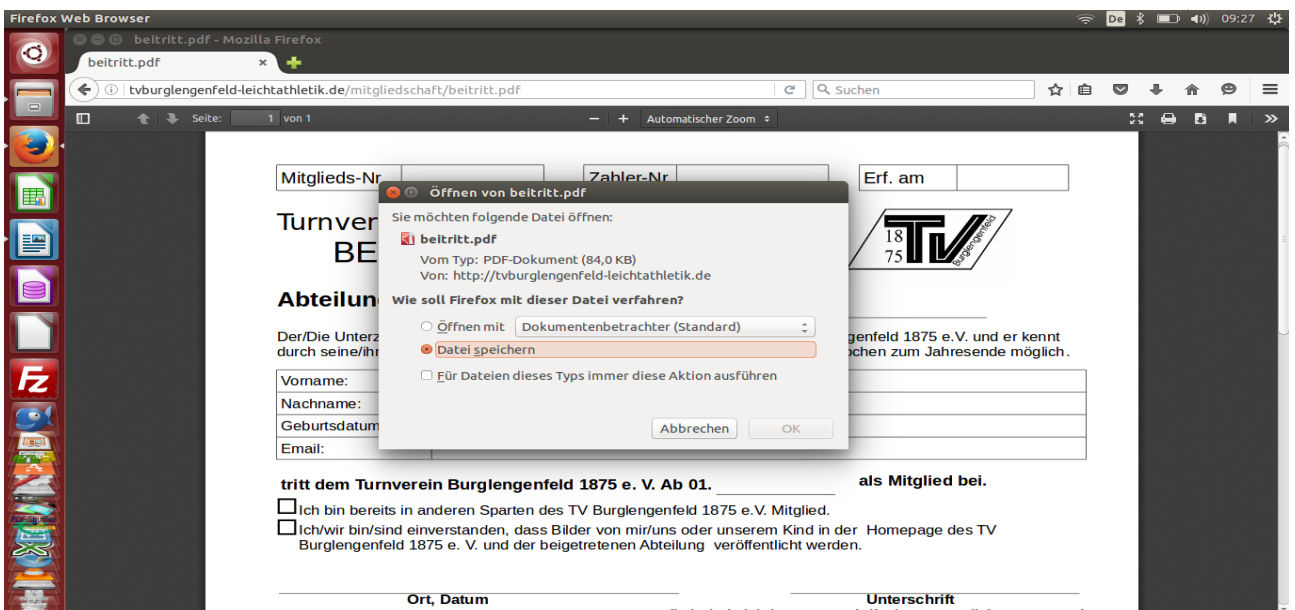 Firefox Web Browser
De
09:27
beitritt.pdf - Mozilla Firefox
beitritt.pdf
tvburglengenfeld-leichtathletik.de/mitgliedschaft/beitritt.pdf
Suchen
Seite:
1 von 1
Automatischer Zoom
Mitglieds-Nr
Zahler-Nr
Erf. am
Öffnen von beitritt.pdf
Sie möchten folgende Datei öffnen:
beitritt.pdf
Vom Typ: PDF-Dokument (84,0 KB)
Von: http://tvburglengenfeld-leichtathletik.de
Wie soll Firefox mit dieser Datei verfahren?
Öffnen mit Dokumentenbetrachter (Standard)
Datei speichern
Für Dateien dieses Typs immer diese Aktion ausführen
Abbrechen
OK
Turnver
BE
18 TV
75 Burglengenfeld
Abteilun
Der/Die Unterz
genfeld 1875 e.V. und er kennt
durch seine/ihr
ochen zum Jahresende möglich.
Vorname:
Nachname:
Geburtsdatum
Email:
tritt dem Turnverein Burglengenfeld 1875 e. V. Ab 01.
als Mitglied bei.
Ich bin bereits in anderen Sparten des TV Burglengenfeld 1875 e.V. Mitglied.
Ich/wir bin/sind einverstanden, dass Bilder von mir/uns oder unserem Kind in der Homepage des TV
Burglengenfeld 1875 e. V. und der beigetretenen Abteilung veröffentlicht werden.
Ort, Datum
Unterschrift
Fz